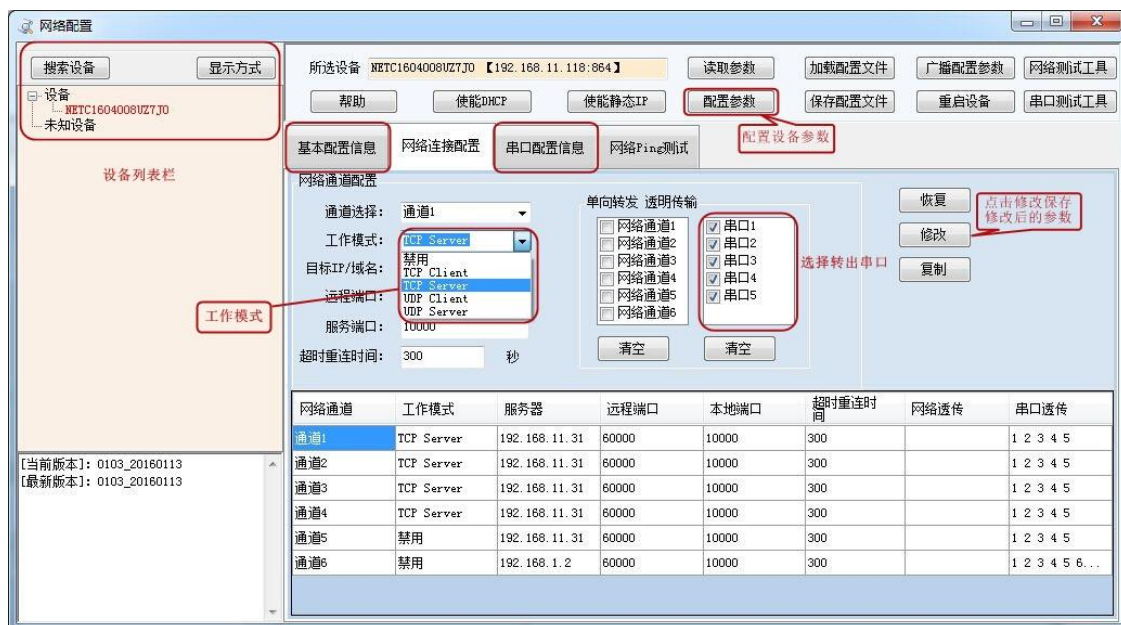 网络配置
搜索设备 显示方式
设备
NETC1604008UZ7J0
未知设备
设备列表栏
[当前版本]: 0103_20160113
[最新版本]: 0103_20160113
所选设备 NETC1604008UZ7J0 【192.168.11.118:864】 读取参数 加载配置文件 广播配置参数 网络测试工具
帮助 使能DHCP 使能静态IP 配置参数 保存配置文件 重启设备 串口测试工具
配置设备参数
基本配置信息 网络连接配置 串口配置信息 网络Ping测试
网络通道配置
通道选择: 通道1
工作模式: TCP Server
禁用
TCP Client
TCP Server
UDP Client
UDP Server
目标IP/域名:
远程端口:
服务端口: 10000
超时重连时间: 300 秒
工作模式
单向转发 透明传输
网络通道1 串口1
网络通道2 串口2
网络通道3 串口3
网络通道4 串口4
网络通道5 串口5
网络通道6
清空 清空
选择转出串口
恢复
修改
复制
点击修改保存
修改后的参数
网络通道 工作模式 服务器 远程端口 本地端口 超时重连时间 网络透传 串口透传
通道1 TCP Server 192.168.11.31 60000 10000 300 1 2 3 4 5
通道2 TCP Server 192.168.11.31 60000 10000 300 1 2 3 4 5
通道3 TCP Server 192.168.11.31 60000 10000 300 1 2 3 4 5
通道4 TCP Server 192.168.11.31 60000 10000 300 1 2 3 4 5
通道5 禁用 192.168.11.31 60000 10000 300 1 2 3 4 5
通道6 禁用 192.168.1.2 60000 10000 300 1 2 3 4 5 6...